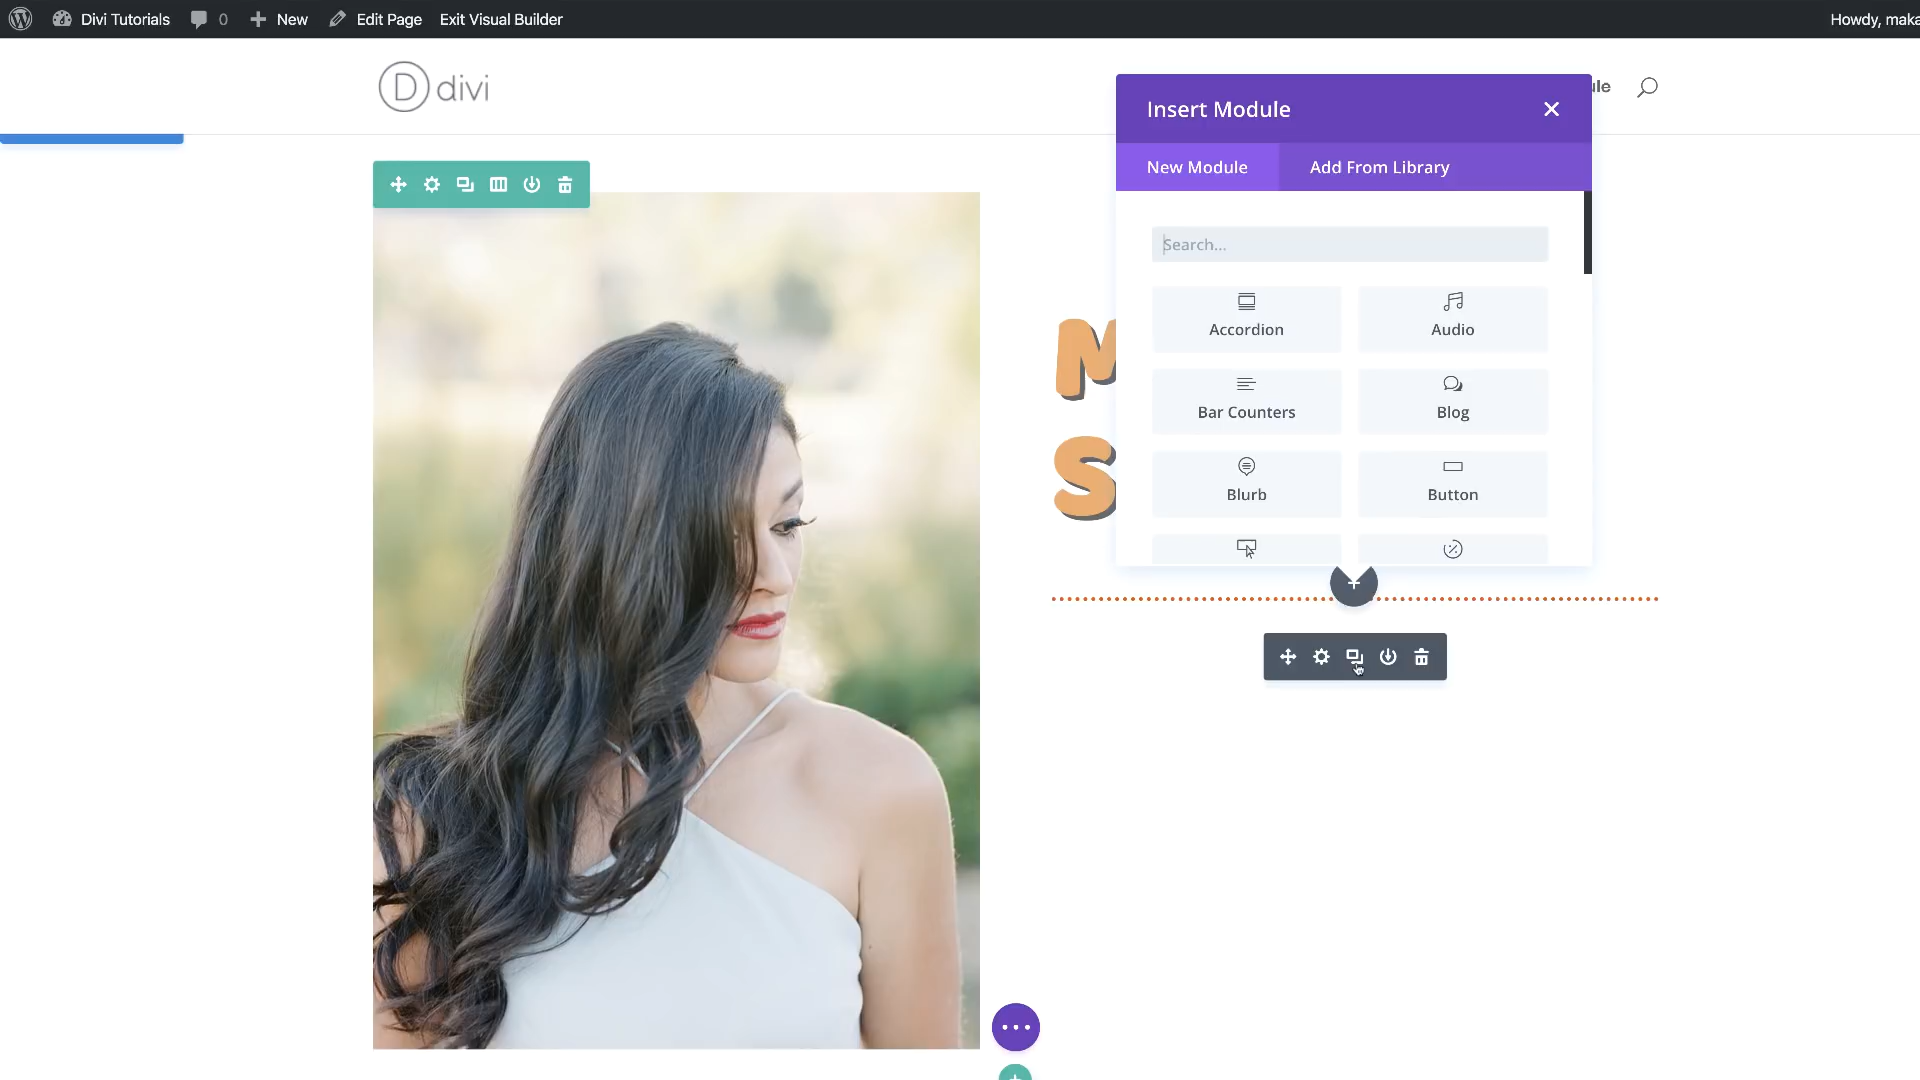 Divi Tutorials 0 New Edit Page Exit Visual Builder Howdy, maka
D divi
Insert Module
New Module Add From Library
Search...
Accordion Audio
Bar Counters Blog
Blurb Button
M
S